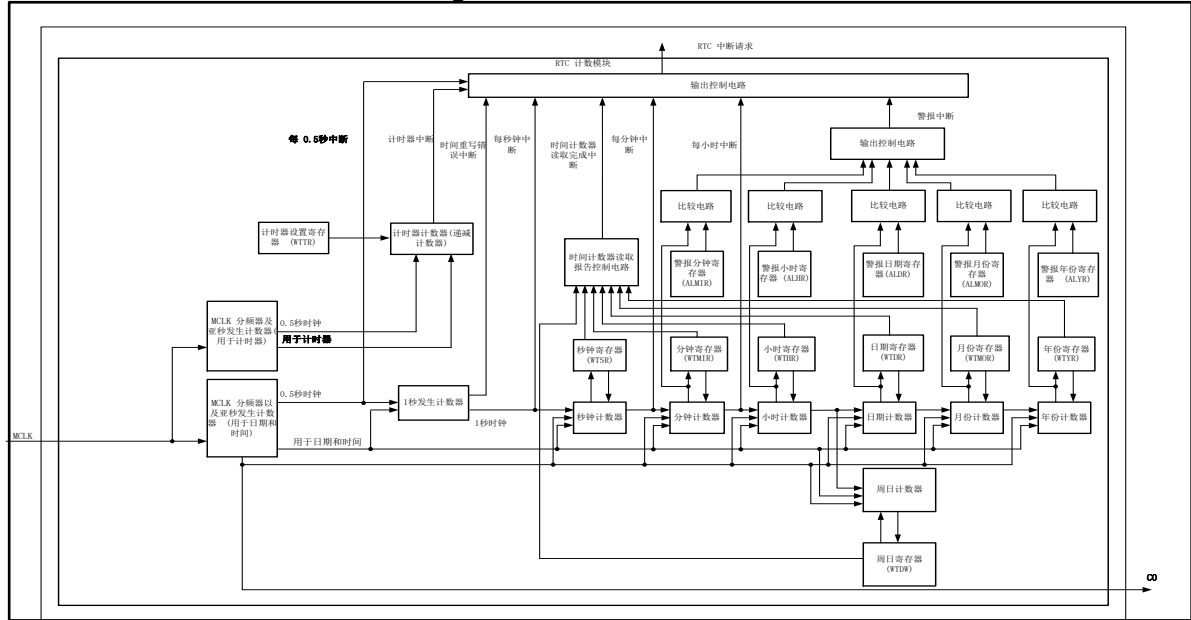 RTC 中断请求
RTC 计数模块
输出控制电路
警报中断
每 0.5秒中断
计时器中断
时间重写错
误中断
每秒钟中
断
时间计数器
读取完成中
断
每分钟中
断
每小时中断
输出控制电路
比较电路
比较电路
比较电路
比较电路
比较电路
计时器设置寄存
器 (WTTR)
计时器计数器(递减
计数器)
时间计数器读取
报告控制电路
警报分钟寄
存器
(ALMIR)
警报小时寄
存器 (ALHR)
警报日期寄存
器(ALDR)
警报月份寄
存器
(ALMOR)
警报年份寄存
器 (ALYR)
MCLK 分频器及
亚秒发生计数器(
用于计时器)
0.5秒时钟
用于计时器
秒钟寄存器
(WTSR)
分钟寄存器
(WTMIR)
小时寄存器
(WTHR)
日期寄存器
(WTDR)
月份寄存器
(WTMOR)
年份寄存器
(WTYR)
MCLK 分频器以
及亚秒发生计数
器 (用于日期和
时间)
0.5秒时钟
1秒发生计数器
1秒时钟
秒钟计数器
分钟计数器
小时计数器
日期计数器
月份计数器
年份计数器
MCLK
用于日期和时间
周日计数器
周日寄存器
(WTDW)
CO